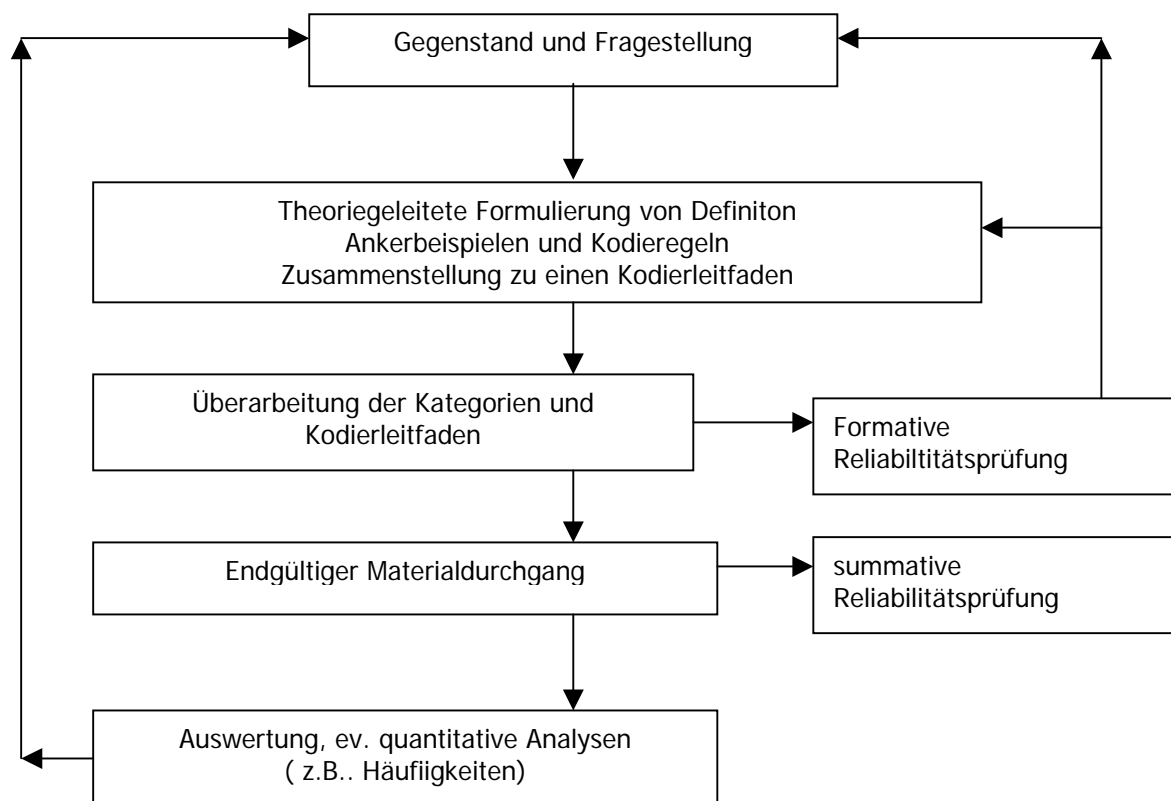 Gegenstand und Fragestellung
Theoriegeleitete Formulierung von Definiton
Ankerbeispielen und Kodieregeln
Zusammenstellung zu einen Kodierleitfaden
Überarbeitung der Kategorien und
Kodierleitfaden
Formative
Reliabiltitätsprüfung
Endgültiger Materialdurchgang
summative
Reliabilitätsprüfung
Auswertung, ev. quantitative Analysen
( z.B.. Häufiigkeiten)